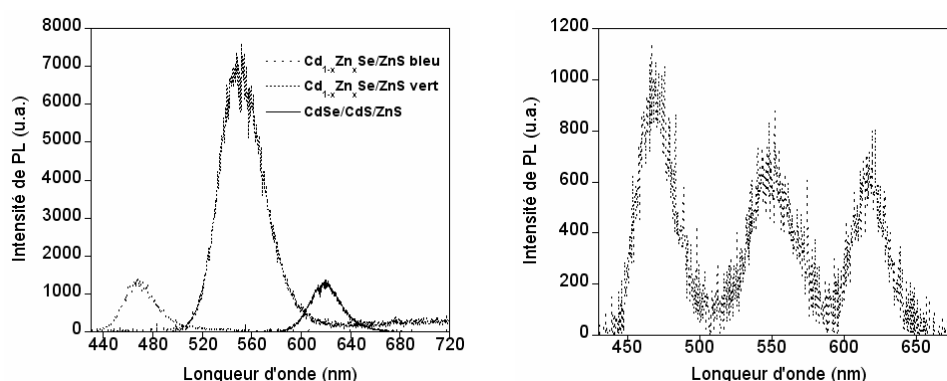 8000
7000
6000
5000
4000
3000
2000
1000
0
Intensité de PL (u.a.)
Cd1-xZnxSe/ZnS bleu
Cd1-xZnxSe/ZnS vert
CdSe/CdS/ZnS
440 480 520 560 600 640 680 720
Longueur d'onde (nm)
1200
1000
800
600
400
200
0
Intensité de PL (u.a.)
450 500 550 600 650
Longueur d'onde (nm)